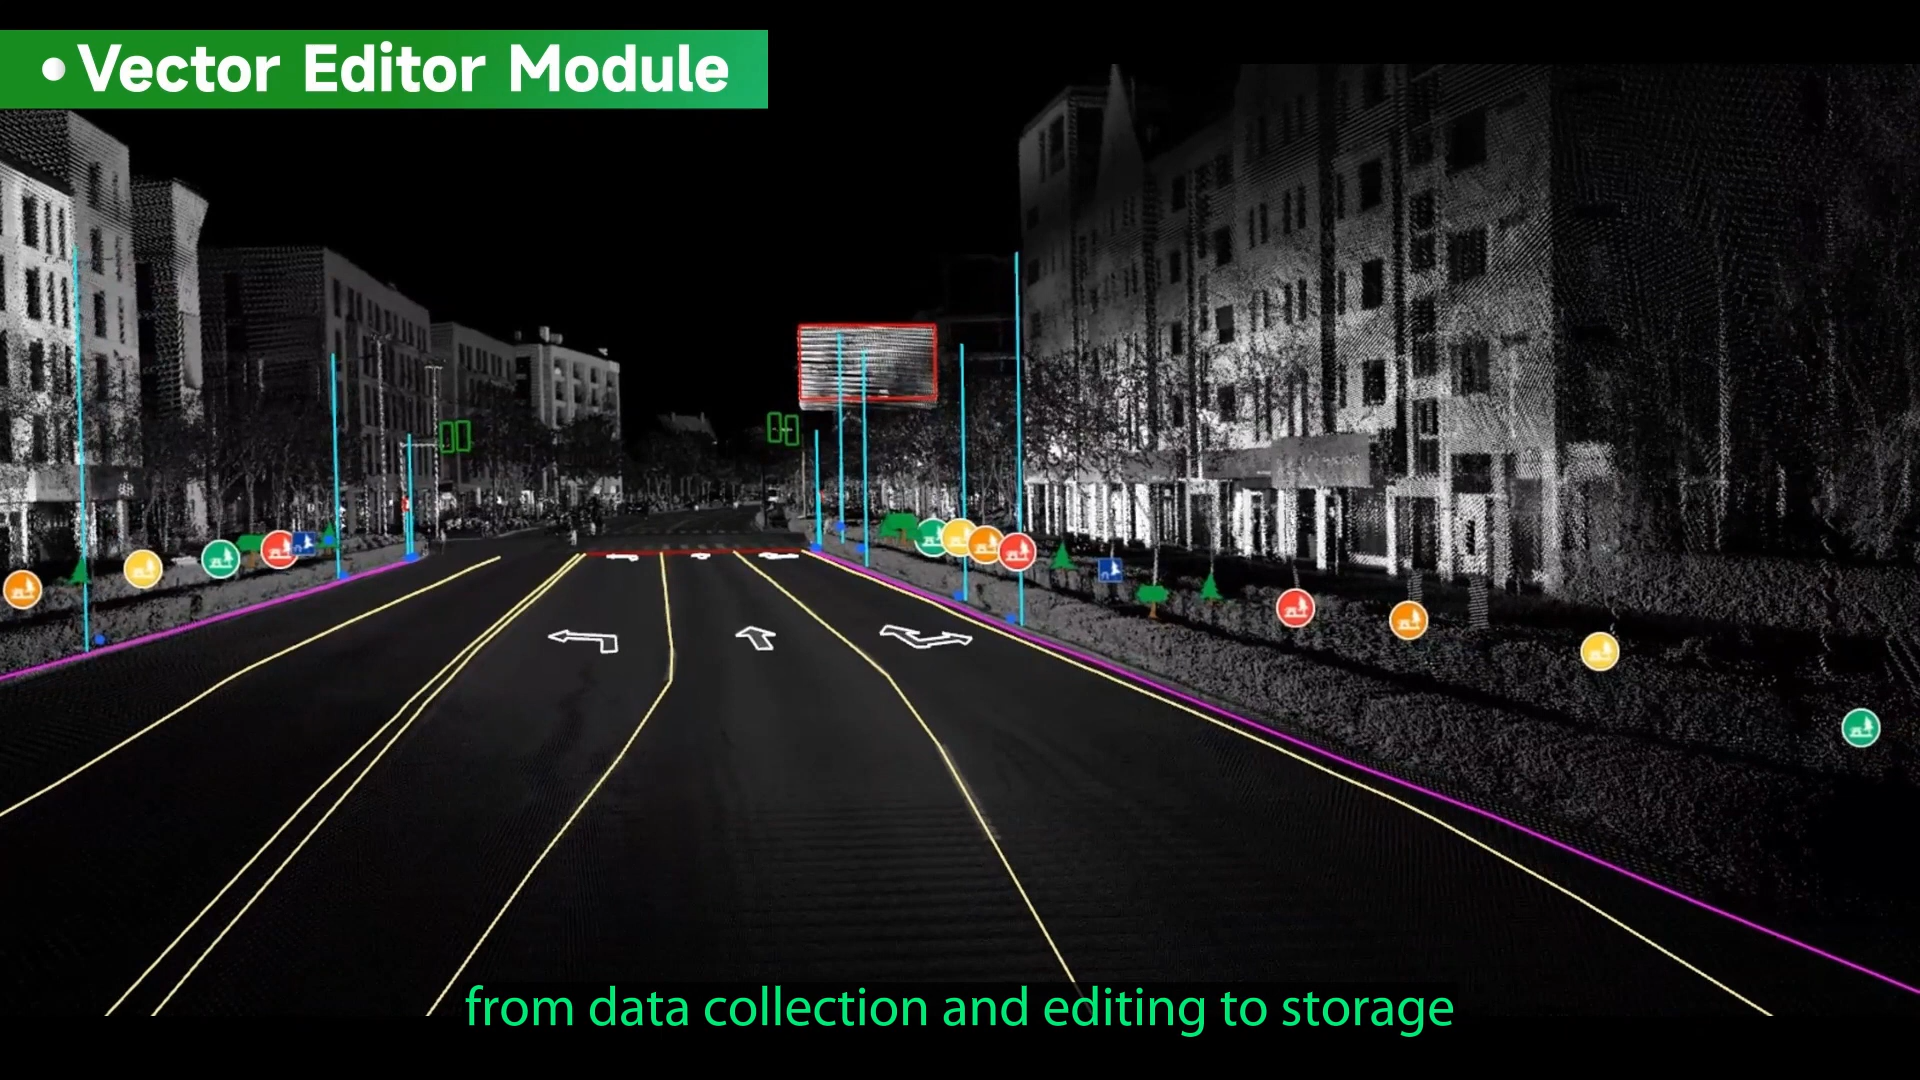 • Vector Editor Module
from data collection and editing to storage